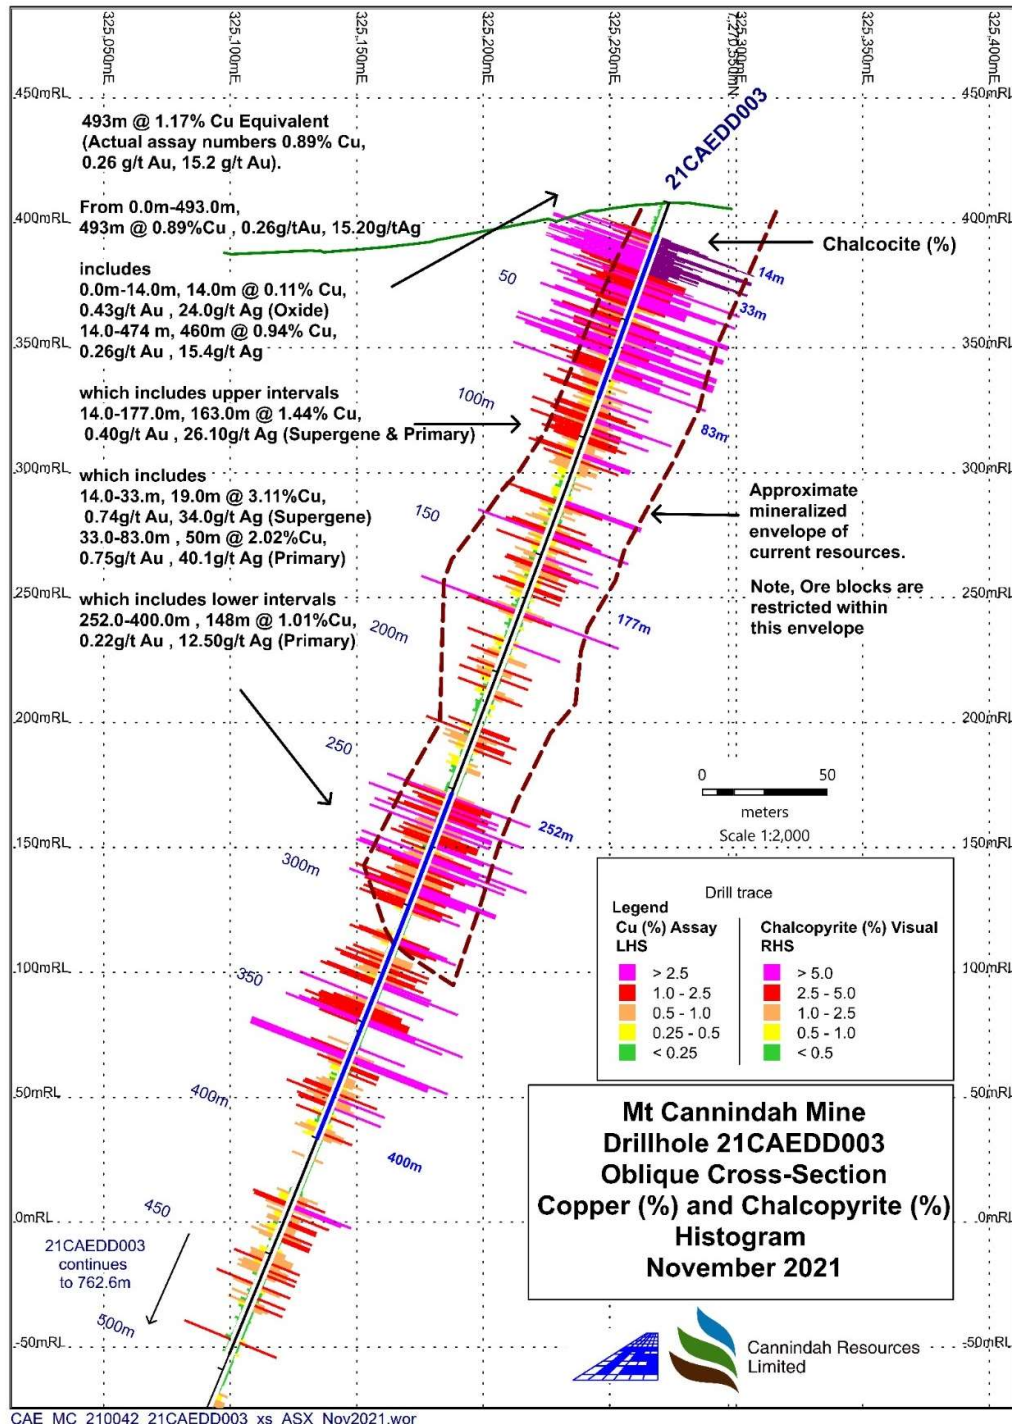 325,050mE
325,100mE
325,150mE
325,200mE
325,250mE
325,300mE
7,270,550mN
325,350mE
325,400mE
450mRL
450mRL
21CAEDD003
493m @ 1.17% Cu Equivalent
(Actual assay numbers 0.89% Cu,
0.26 g/t Au, 15.2 g/t Au).
400mRL
400mRL
From 0.0m-493.0m,
493m @ 0.89%Cu , 0.26g/tAu, 15.20g/tAg
Chalcocite (%)
includes
0.0m-14.0m, 14.0m @ 0.11% Cu,
0.43g/t Au , 24.0g/t Ag (Oxide)
14.0-474 m, 460m @ 0.94% Cu,
0.26g/t Au , 15.4g/t Ag
50
14m
33m
350mRL
350mRL
which includes upper intervals
14.0-177.0m, 163.0m @ 1.44% Cu,
0.40g/t Au , 26.10g/t Ag (Supergene & Primary)
100m
83m
300mRL
300mRL
which includes
14.0-33.m, 19.0m @ 3.11%Cu,
0.74g/t Au, 34.0g/t Ag (Supergene)
33.0-83.0m , 50m @ 2.02%Cu,
0.75g/t Au , 40.1g/t Ag (Primary)
150
Approximate
mineralized
envelope of
current resources.
Note, Ore blocks are
restricted within
this envelope
250mRL
250mRL
which includes lower intervals
252.0-400.0m , 148m @ 1.01%Cu,
0.22g/t Au , 12.50g/t Ag (Primary)
200m
177m
200mRL
200mRL
250
0 50
meters
Scale 1:2,000
252m
150mRL
150mRL
300m
Drill trace
Legend
Cu (%) Assay
LHS
> 2.5
1.0 - 2.5
0.5 - 1.0
0.25 - 0.5
< 0.25
Chalcopyrite (%) Visual
RHS
> 5.0
2.5 - 5.0
1.0 - 2.5
0.5 - 1.0
< 0.5
100mRL
100mRL
350
50mRL
50mRL
400m
400m
Mt Cannindah Mine
Drillhole 21CAEDD003
Oblique Cross-Section
Copper (%) and Chalcopyrite (%)
Histogram
November 2021
0mRL
0mRL
450
21CAEDD003
continues
to 762.6m
500m
-50mRL
-50mRL
Cannindah Resources
Limited
CAE_MC_210042_21CAEDD003_xs_ASX_Nov2021.wor